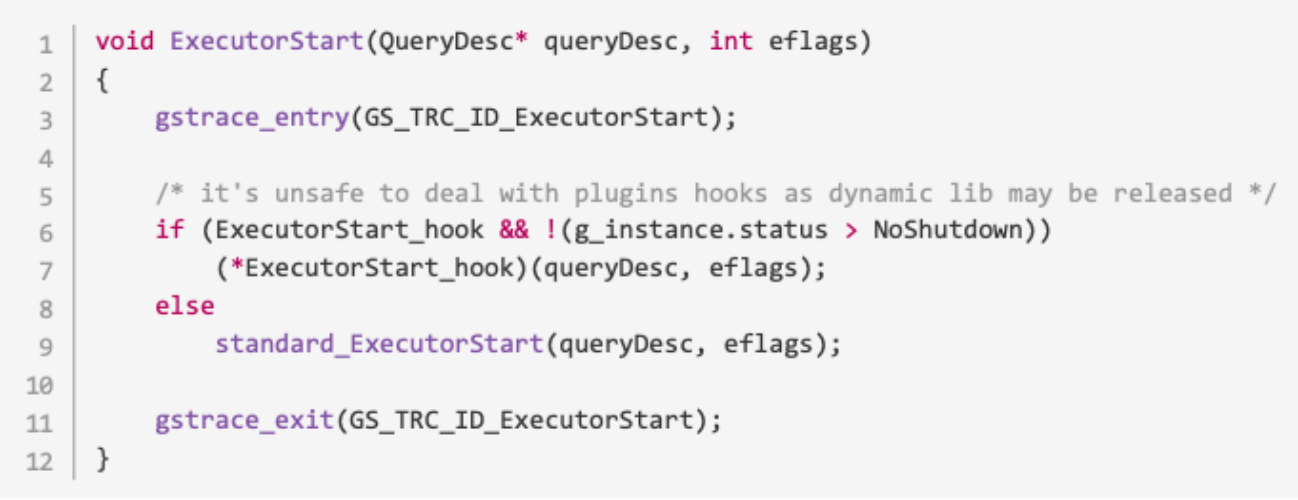 1 void ExecutorStart(QueryDesc* queryDesc, int eflags)
2 {
3     gstrace_entry(GS_TRC_ID_ExecutorStart);
4
5     /* it's unsafe to deal with plugins hooks as dynamic lib may be released */
6     if (ExecutorStart_hook && !(g_instance.status > NoShutdown))
7         (*ExecutorStart_hook)(queryDesc, eflags);
8     else
9         standard_ExecutorStart(queryDesc, eflags);
10
11     gstrace_exit(GS_TRC_ID_ExecutorStart);
12 }